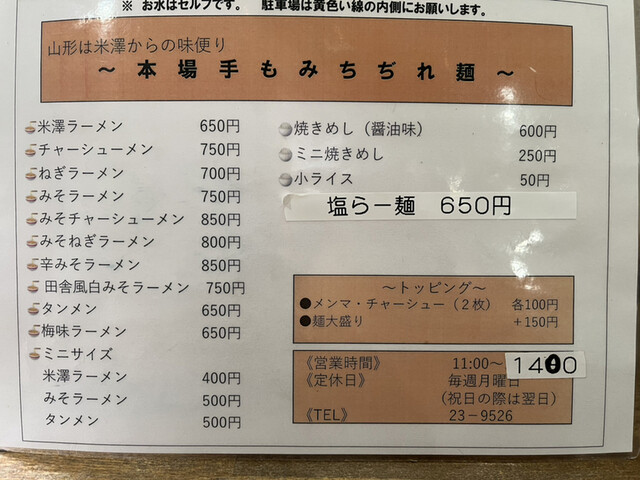 ※ お水はセルフです。 駐車場は黄色い線の内側にお願いします。
山形は米澤からの味便り
～ 本 場 手 も み ち ぢ れ 麺 ～
米澤ラーメン 650円
チャーシューメン 750円
ねぎラーメン 700円
みそラーメン 750円
みそチャーシューメン 850円
みそねぎラーメン 800円
辛みそラーメン 850円
田舎風白みそラーメン 750円
タンメン 650円
梅味ラーメン 650円
ミニサイズ
米澤ラーメン 400円
みそラーメン 500円
タンメン 500円
焼きめし（醤油味） 600円
ミニ焼きめし 250円
小ライス 50円
塩らー麺 650円
～トッピング～
●メンマ・チャーシュー（２枚） 各100円
●麺大盛り ＋150円
《営業時間》 11:00～ 1400
《定休日》 毎週月曜日
（祝日の際は翌日）
《TEL》 23－9526